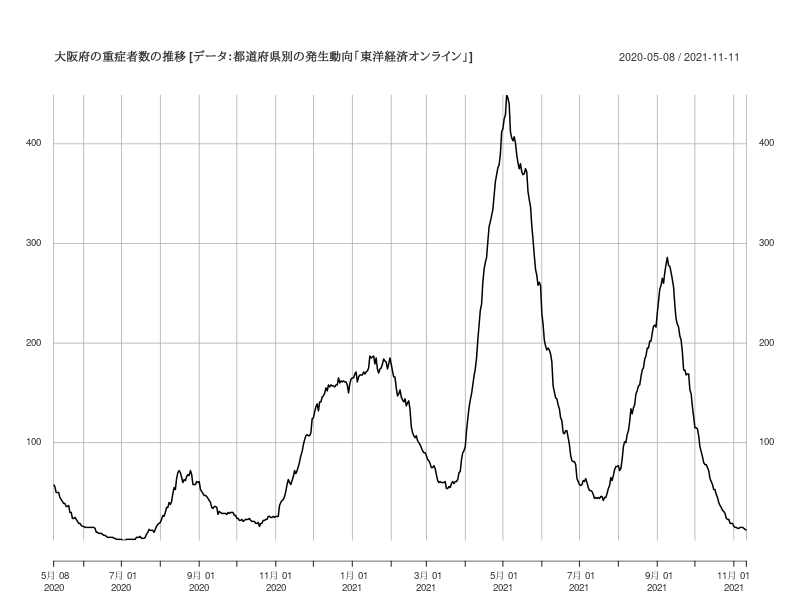 大阪府の重症者数の推移 [データ：都道府県別の発生動向「東洋経済オンライン」]
2020-05-08 / 2021-11-11
400 400
300 300
200 200
100 100
5月 08 7月 01 9月 01 11月 01 1月 01 3月 01 5月 01 7月 01 9月 01 11月 01
2020 2020 2020 2020 2021 2021 2021 2021 2021 2021